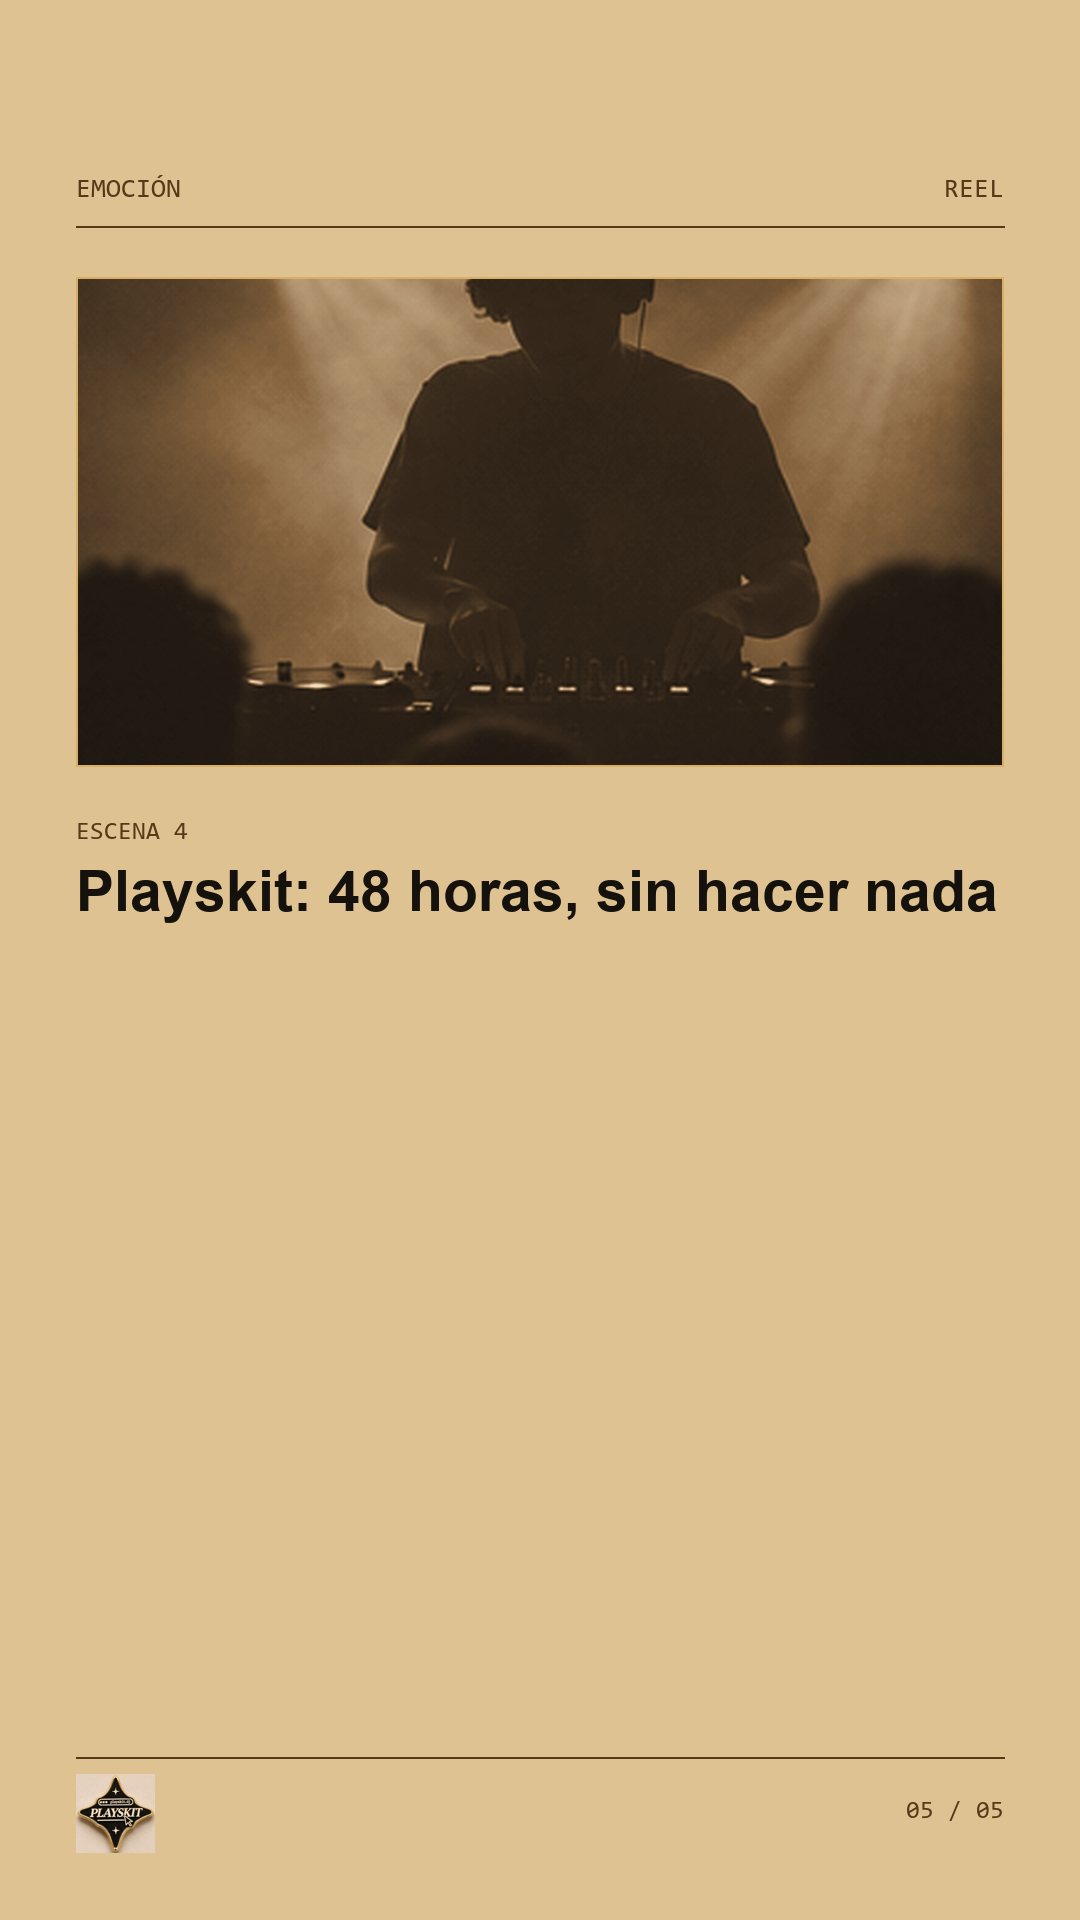 EMOCIÓN
REEL
ESCENA 4
Playskit: 48 horas, sin hacer nada
PLAYSKIT
05 / 05